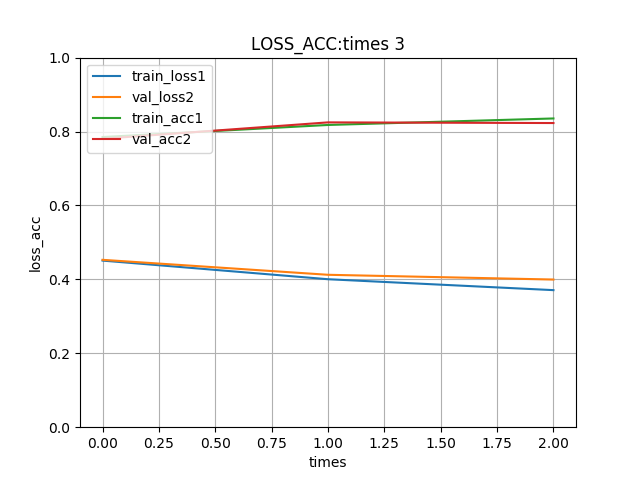 LOSS_ACC:times 3
1.0
0.8
0.6
0.4
0.2
0.0
loss_acc
train_loss1
val_loss2
train_acc1
val_acc2
0.00 0.25 0.50 0.75 1.00 1.25 1.50 1.75 2.00
times